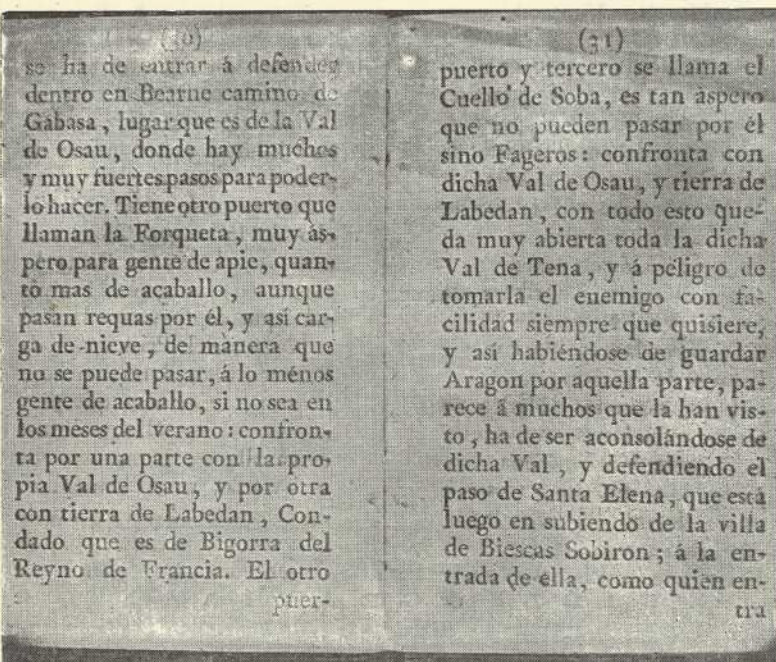 (30)
se ha de entrar á defender
dentro en Bearne camino de
Gabasa, lugar que es de la Val
de Osau, donde hay muchos
y muy fuertes pasos para poder-
lo hacer. Tiene otro puerto que
llaman la Forqueta, muy ás-
pero para gente de apie, quan-
to mas de acaballo, aunque
pasan requas por él, y así car-
ga de nieve, de manera que
no se puede pasar, á lo ménos
gente de acaballo, si no sea en
los meses del verano: confron-
ta por una parte con la pro-
pia Val de Osau, y por otra
con tierra de Labedan, Con-
dado que es de Bigorra del
Reyno de Francia. El otro
puer-
(31)
puerto y tercero se llama el
Cuello de Soba, es tan áspero
que no pueden pasar por él
sino Fageros: confronta con
dicha Val de Osau, y tierra de
Labedan, con todo esto que-
da muy abierta toda la dicha
Val de Tena, y á peligro de
tomarla el enemigo con fa-
cilidad siempre que quisiere,
y así habiéndose de guardar
Aragon por aquella parte, pa-
rece á muchos que la han vis-
to, ha de ser aconsolándose de
dicha Val, y defendiendo el
paso de Santa Elena, que está
luego en subiendo de la villa
de Biescas Sobiron; á la en-
trada de ella, como quien en-
tra